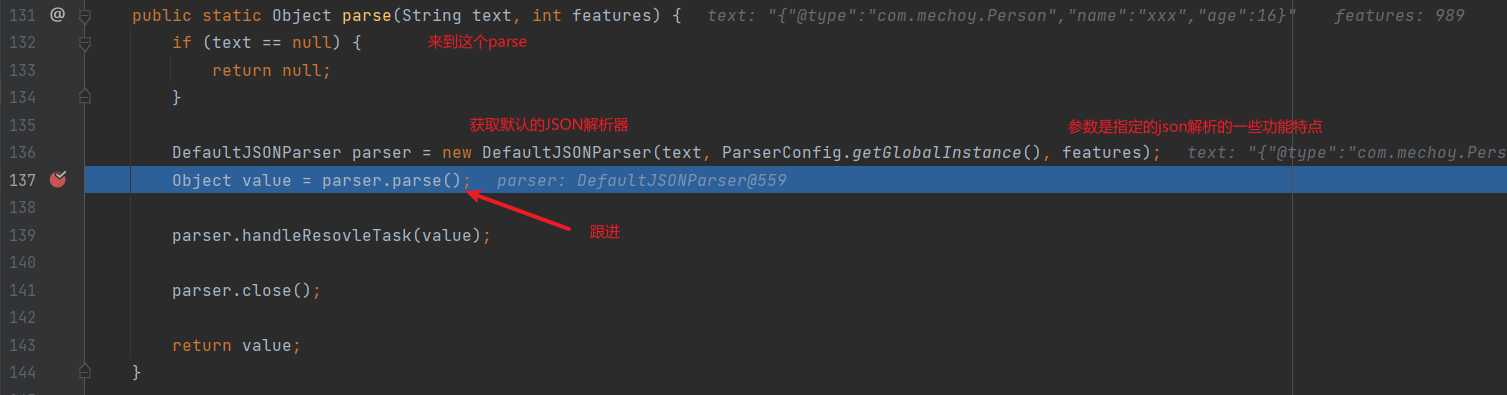 131 @ public static Object parse(String text, int features) { text: "{"@type":"com.mechoy.Person","name":"xxx","age":16}" features: 989
132 if (text == null) { 来到这个parse
133 return null;
134 }
135 获取默认的JSON解析器 参数是指定的json解析的一些功能特点
136 DefaultJSONParser parser = new DefaultJSONParser(text, ParserConfig.getGlobalInstance(), features); text: "{"@type":"com.mechoy.Pers
137 Object value = parser.parse(); parser: DefaultJSONParser@559
138
跟进
139 parser.handleResovleTask(value);
140
141 parser.close();
142
143 return value;
144 }